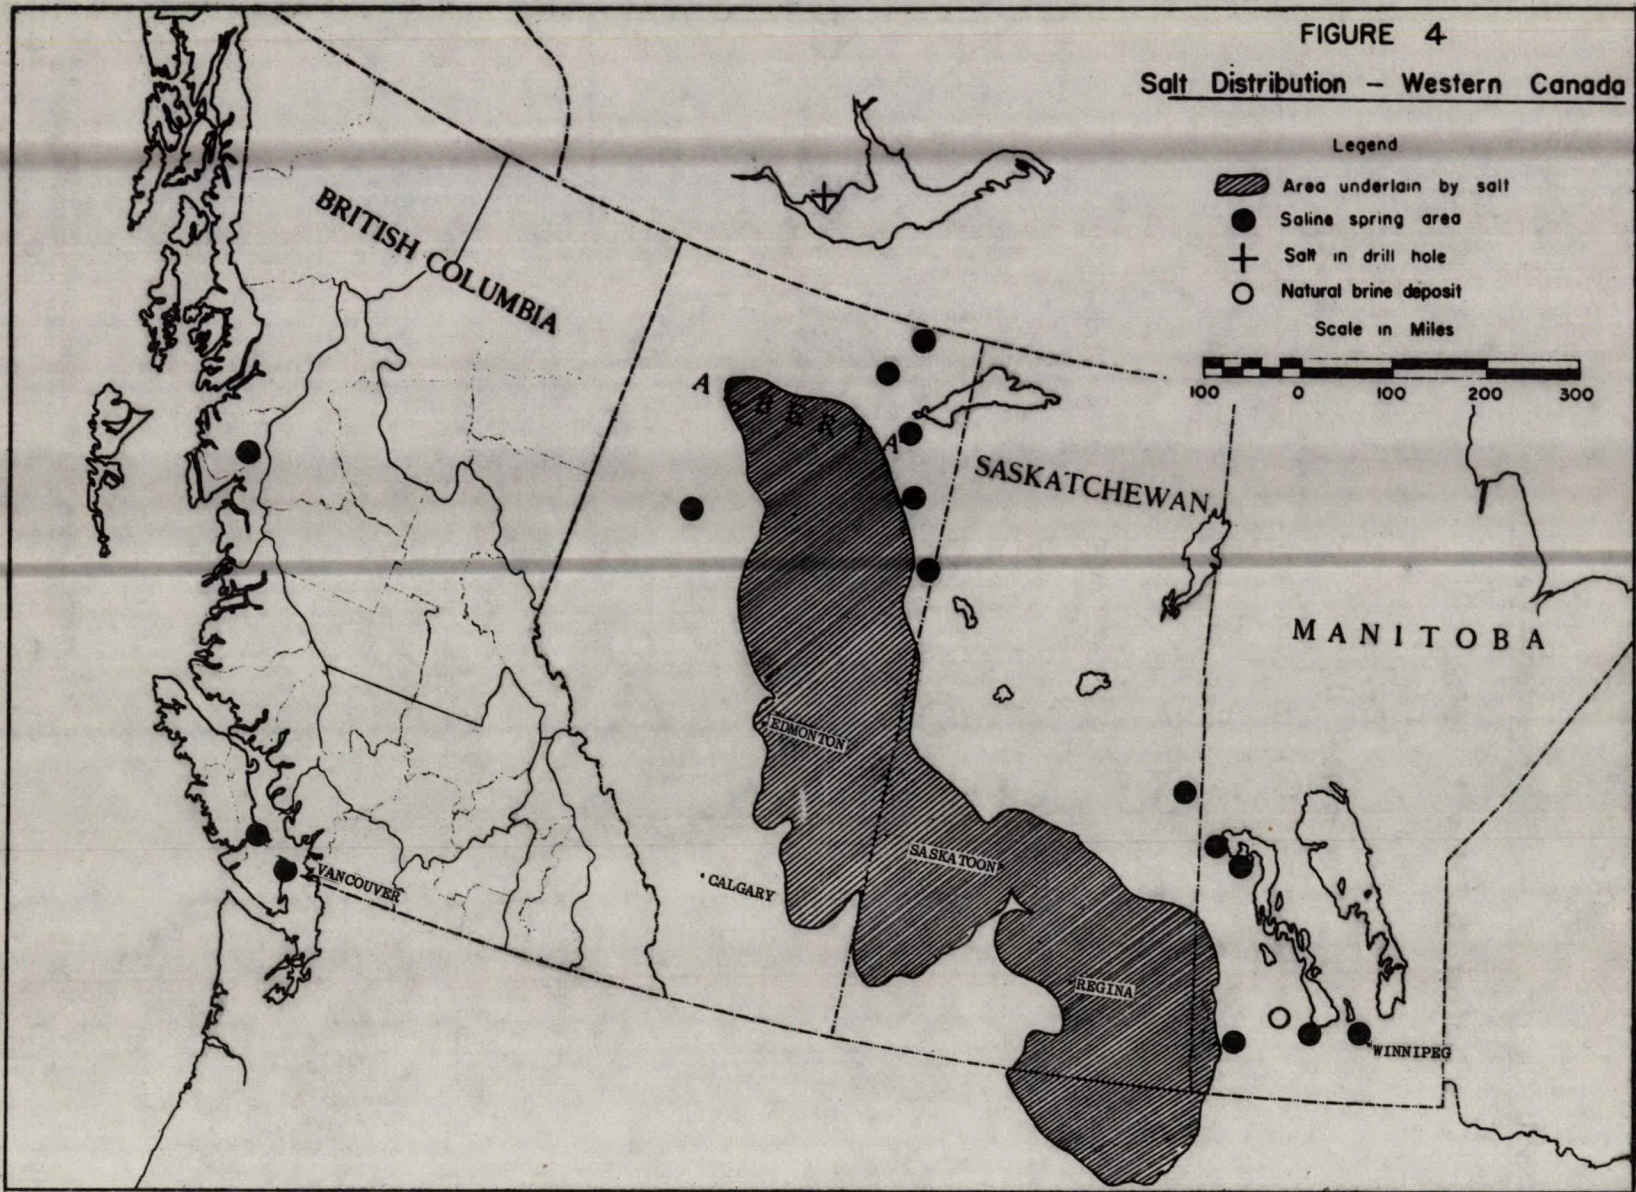 FIGURE 4
Salt Distribution – Western Canada
Legend
Area underlain by salt
Saline spring area
Salt in drill hole
Natural brine deposit
Scale in Miles
100 0 100 200 300
BRITISH COLUMBIA
A BERTA
SASKATCHEWAN
MANITOBA
EDMONTON
SASKATOON
CALGARY
VANCOUVER
REGINA
WINNIPEG